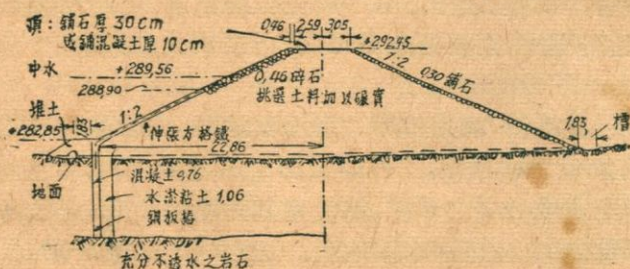 頂：鋪石厚 30cm
或鋪混凝土厚 10cm
0,46 2,59 3,05
+292,45
中水 +289,56
288,90
1:2
1:2
0,46 碎石
挑選土料加以碾實
0,30 鋪石
堆土
+282,85
1,83
伸張方格鐵
22,86
1,83
槽
地面
混凝土 0,76
水淤粘土 1,06
鋼板樁
充分不透水之岩石